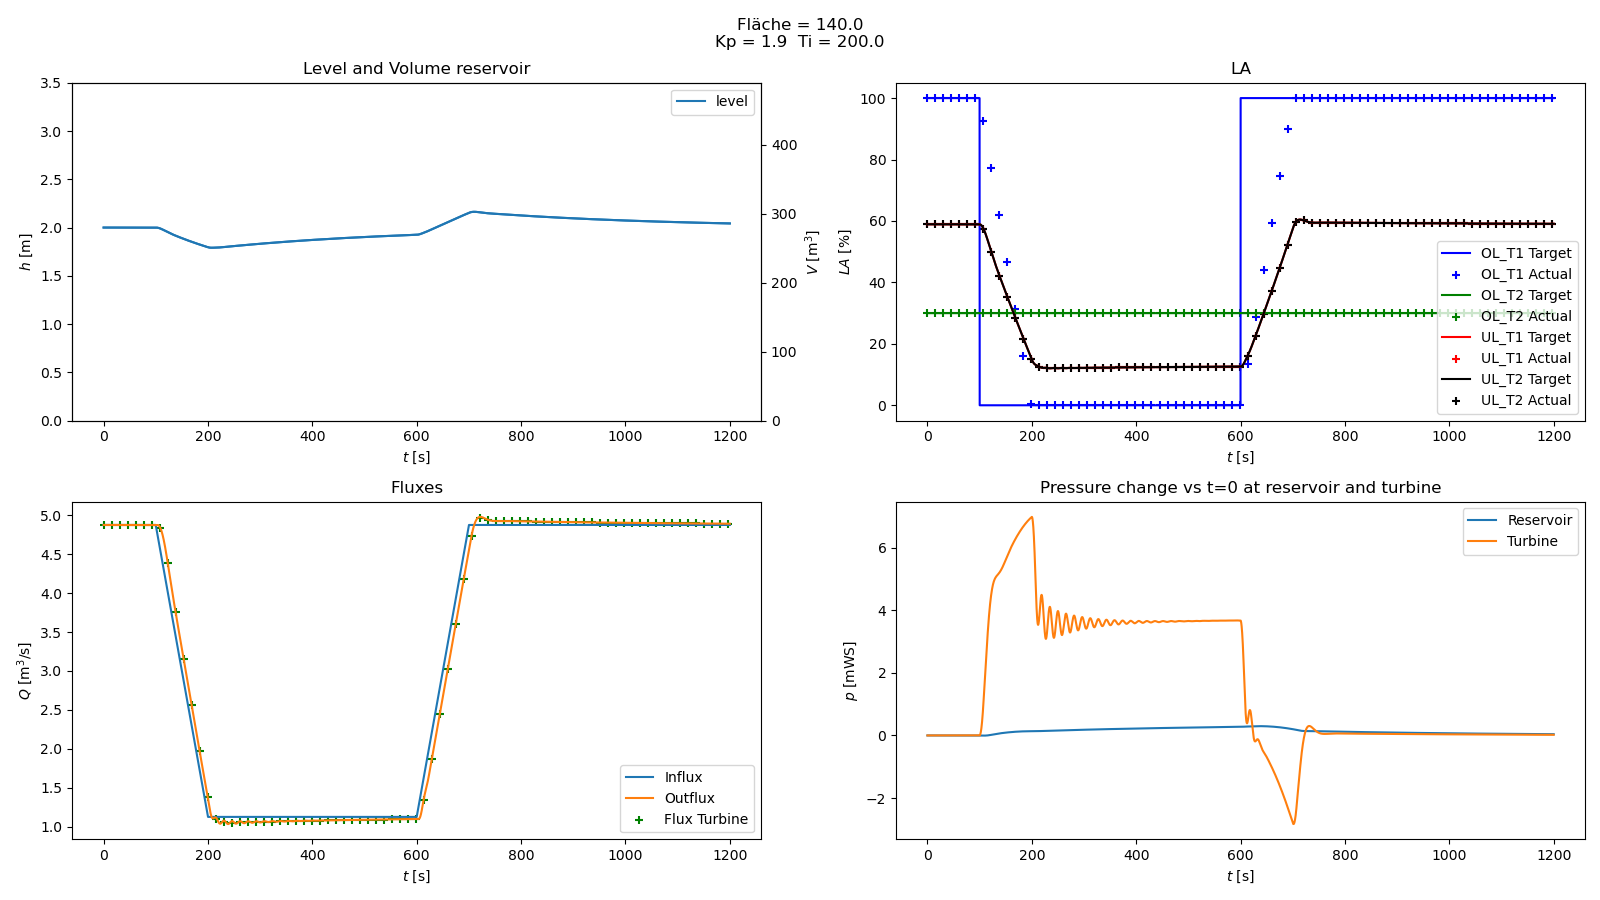 Fläche = 140.0
Kp = 1.9  Ti = 200.0
Level and Volume reservoir
h [m]
3.5
3.0
2.5
2.0
1.5
1.0
0.5
0.0
level
400
300
200
100
0
V [m³]
0 200 400 600 800 1000 1200
t [s]
LA
LA [%]
100
80
60
40
20
0
OL_T1 Target
OL_T1 Actual
OL_T2 Target
OL_T2 Actual
UL_T1 Target
UL_T1 Actual
UL_T2 Target
UL_T2 Actual
0 200 400 600 800 1000 1200
t [s]
Fluxes
Q [m³/s]
5.0
4.5
4.0
3.5
3.0
2.5
2.0
1.5
1.0
Influx
Outflux
Flux Turbine
0 200 400 600 800 1000 1200
t [s]
Pressure change vs t=0 at reservoir and turbine
p [mWS]
6
4
2
0
−2
Reservoir
Turbine
0 200 400 600 800 1000 1200
t [s]